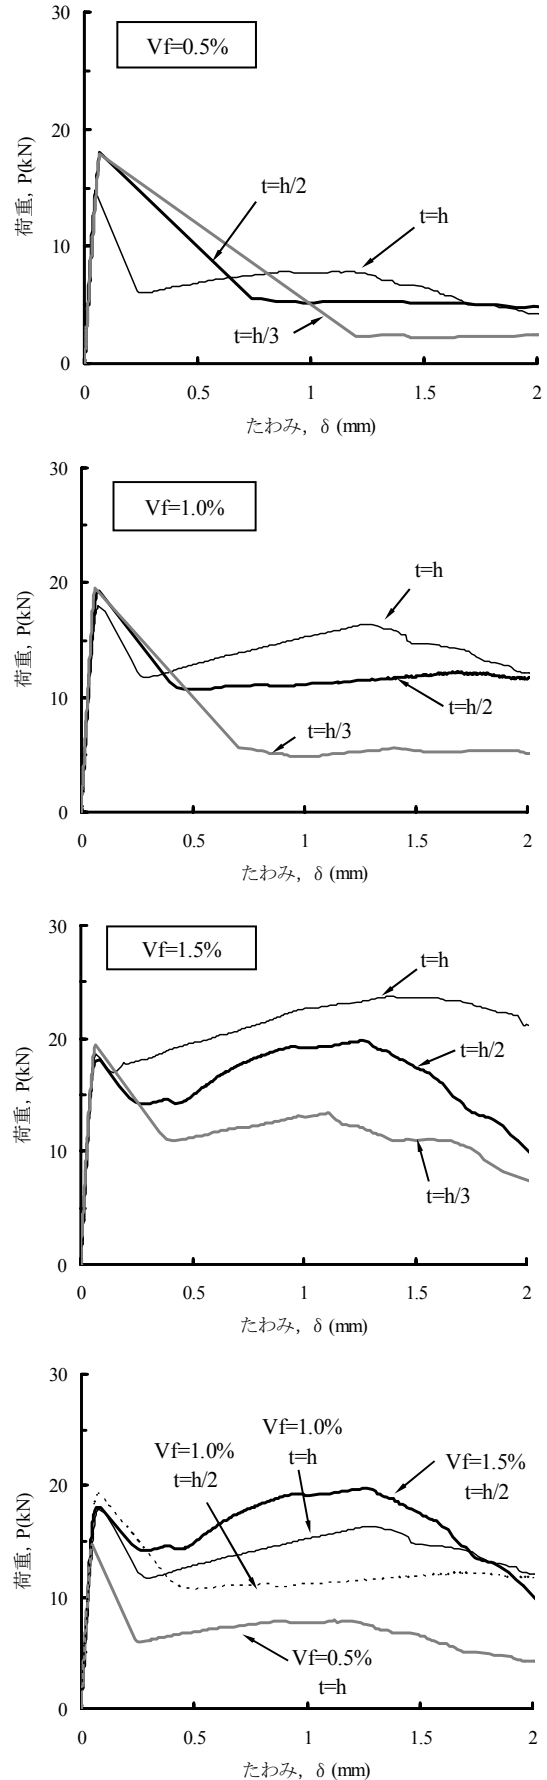 30
Vf=0.5%
20
t=h/2
t=h
10
t=h/3
0
0 0.5 1 1.5 2
荷重, P(kN)
たわみ, δ (mm)
30
Vf=1.0%
t=h
20
10
t=h/2
t=h/3
0
0 0.5 1 1.5 2
荷重, P(kN)
たわみ, δ (mm)
30
Vf=1.5%
t=h
20
t=h/2
10
t=h/3
0
0 0.5 1 1.5 2
荷重, P(kN)
たわみ, δ (mm)
30
Vf=1.0%
t=h
Vf=1.0%
t=h/2
Vf=1.5%
t=h/2
20
10
Vf=0.5%
t=h
0
0 0.5 1 1.5 2
荷重, P(kN)
たわみ, δ (mm)